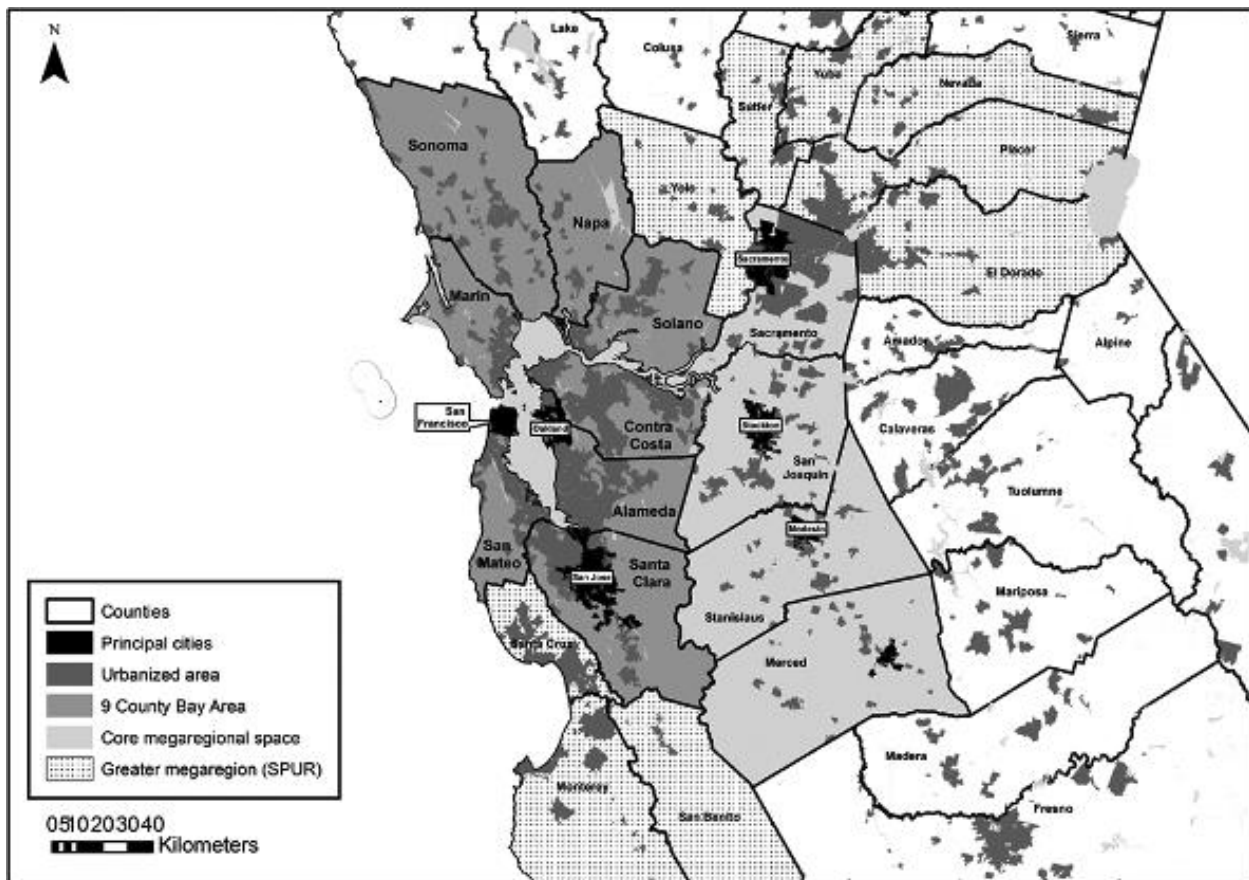 N
Lake
Colusa
Sierra
Yuba
Nevada
Sutter
Placer
Sonoma
Yolo
Napa
Sacramento
El Dorado
Marin
Solano
Sacramento
Amador
Alpine
San
Francisco
Oakland
Contra
Costa
Stockton
Calaveras
San
Joaquin
Tuolumne
Alameda
Modesto
San
Mateo
San Jose
Santa
Clara
Mariposa
Stanislaus
Santa Cruz
Merced
Madera
Monterey
San Benito
Fresno
Counties
Principal cities
Urbanized area
9 County Bay Area
Core megaregional space
Greater megaregion (SPUR)
0510203040
Kilometers